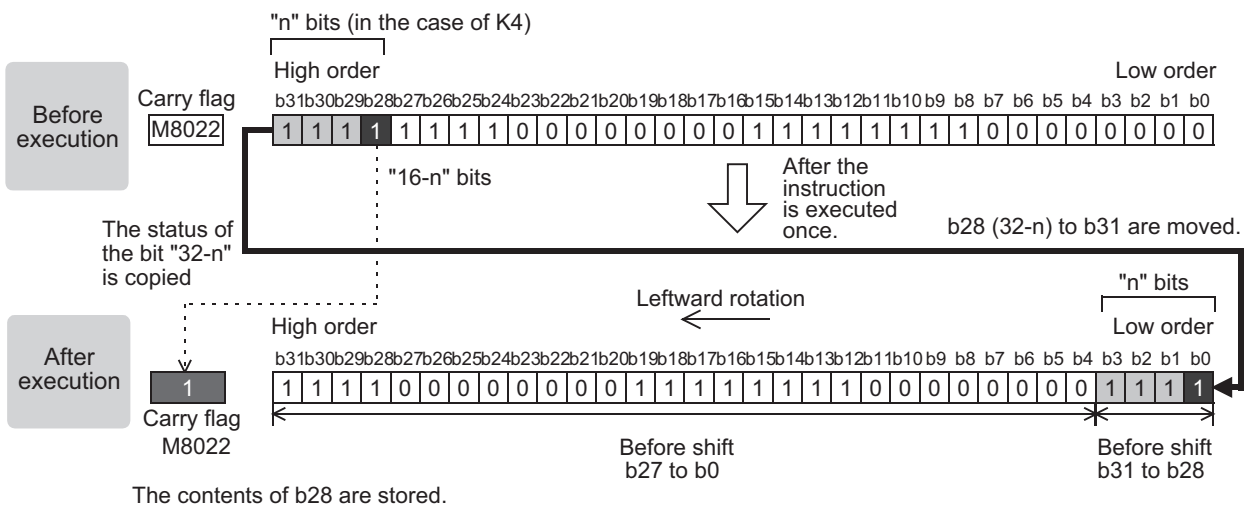 "n" bits (in the case of K4)
High order
Low order
Before
execution
Carry flag
M8022
b31b30b29b28b27b26b25b24b23b22b21b20b19b18b17b16b15b14b13b12b11b10 b9 b8 b7 b6 b5 b4 b3 b2 b1 b0
1 1 1 1 1 1 1 1 0 0 0 0 0 0 0 0 1 1 1 1 1 1 1 1 0 0 0 0 0 0 0 0
"16-n" bits
After the
instruction
is executed
once.
The status of
the bit "32-n"
is copied
b28 (32-n) to b31 are moved.
"n" bits
Leftward rotation
High order
Low order
After
execution
b31b30b29b28b27b26b25b24b23b22b21b20b19b18b17b16b15b14b13b12b11b10 b9 b8 b7 b6 b5 b4 b3 b2 b1 b0
1
1 1 1 1 0 0 0 0 0 0 0 0 1 1 1 1 1 1 1 1 0 0 0 0 0 0 0 0 1 1 1 1
Carry flag
M8022
Before shift
b27 to b0
Before shift
b31 to b28
The contents of b28 are stored.